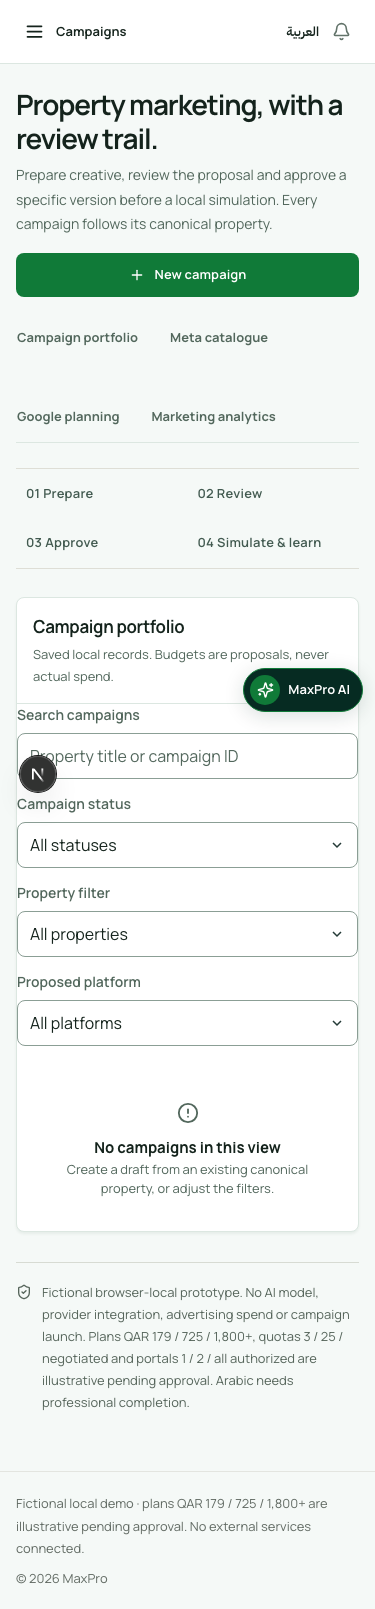 Campaigns
العربية
Property marketing, with a
review trail.
Prepare creative, review the proposal and approve a
specific version before a local simulation. Every
campaign follows its canonical property.
New campaign
Campaign portfolio
Meta catalogue
Google planning
Marketing analytics
01 Prepare
02 Review
03 Approve
04 Simulate & learn
Campaign portfolio
Saved local records. Budgets are proposals, never
actual spend.
MaxPro AI
Search campaigns
Property title or campaign ID
N
Campaign status
All statuses
Property filter
All properties
Proposed platform
All platforms
No campaigns in this view
Create a draft from an existing canonical
property, or adjust the filters.
Fictional browser-local prototype. No AI model,
provider integration, advertising spend or campaign
launch. Plans QAR 179 / 725 / 1,800+, quotas 3 / 25 /
negotiated and portals 1 / 2 / all authorized are
illustrative pending approval. Arabic needs
professional completion.
Fictional local demo · plans QAR 179 / 725 / 1,800+ are
illustrative pending approval. No external services
connected.
© 2026 MaxPro